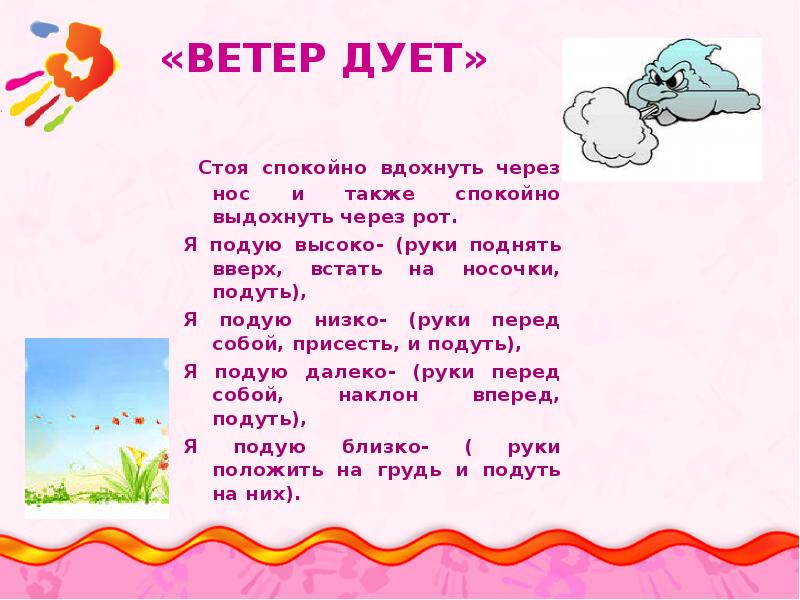 «ВЕТЕР ДУЕТ»
Стоя спокойно вдохнуть через
нос и также спокойно
выдохнуть через рот.
Я подую высоко- (руки поднять
вверх, встать на носочки,
подуть),
Я подую низко- (руки перед
собой, присесть, и подуть),
Я подую далеко- (руки перед
собой, наклон вперед,
подуть),
Я подую близко- ( руки
положить на грудь и подуть
на них).